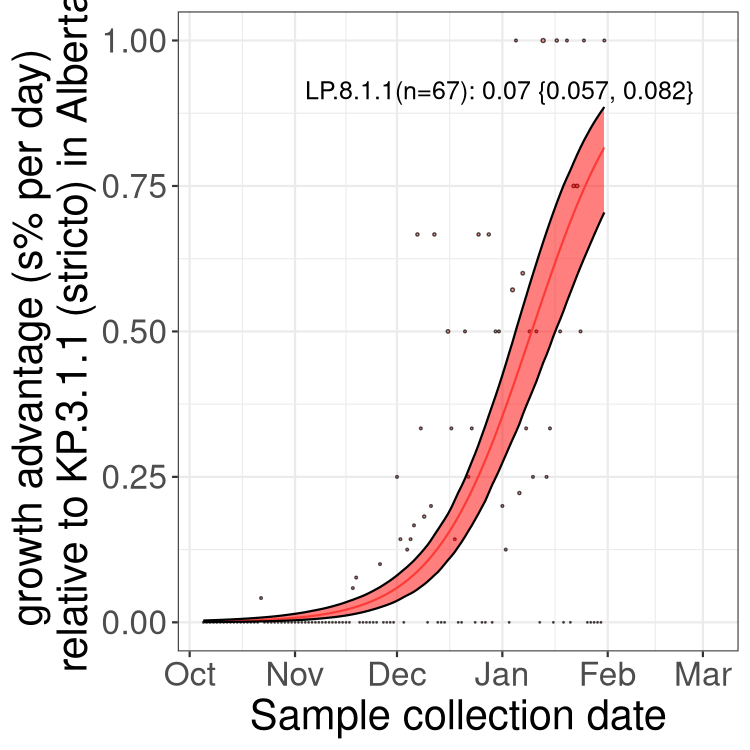 growth advantage (s% per day)
relative to KP.3.1.1 (stricto) in Alberta
1.00
0.75
0.50
0.25
0.00
LP.8.1.1(n=67): 0.07 {0.057, 0.082}
Oct Nov Dec Jan Feb Mar
Sample collection date